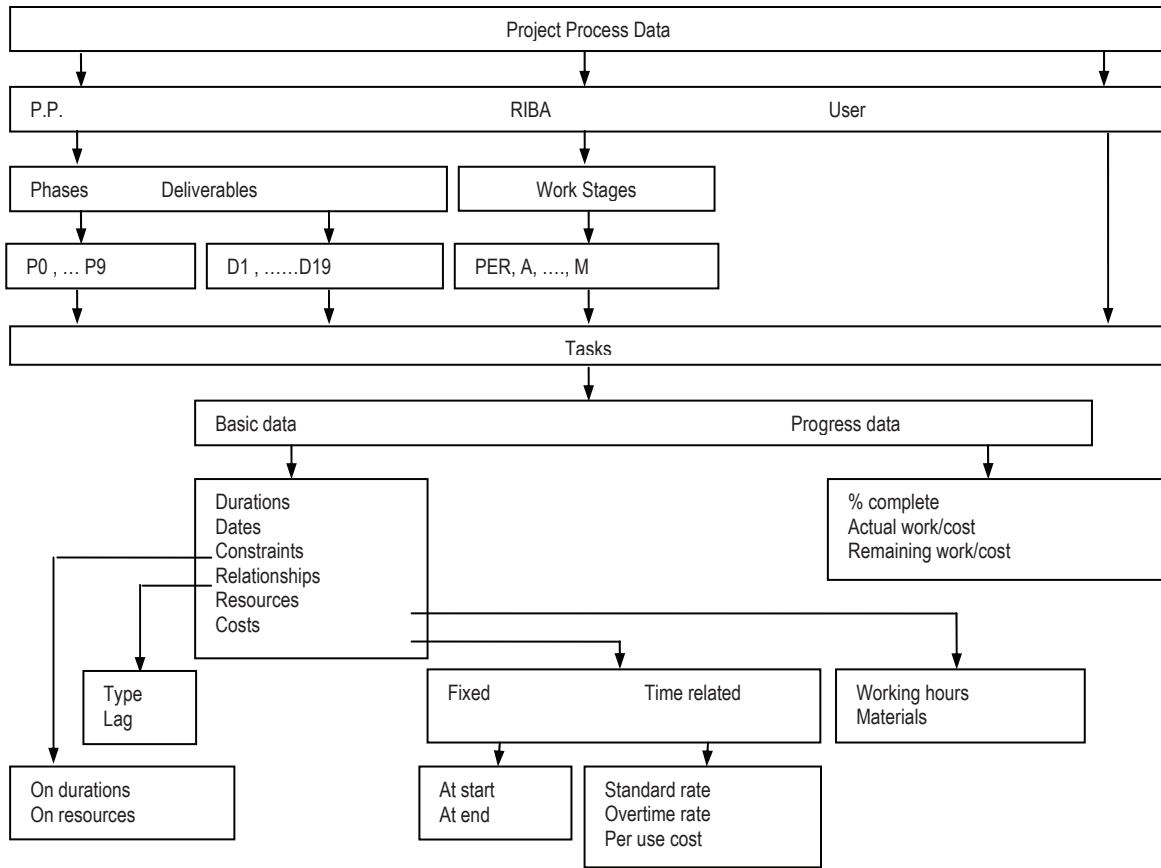 Project Process Data
P.P. RIBA User
Phases Deliverables Work Stages
P0 , … P9 D1 , ……D19 PER, A, …., M
Tasks
Basic data Progress data
Durations
Dates
Constraints
Relationships
Resources
Costs
% complete
Actual work/cost
Remaining work/cost
Type
Lag
Fixed Time related
Working hours
Materials
On durations
On resources
At start
At end
Standard rate
Overtime rate
Per use cost